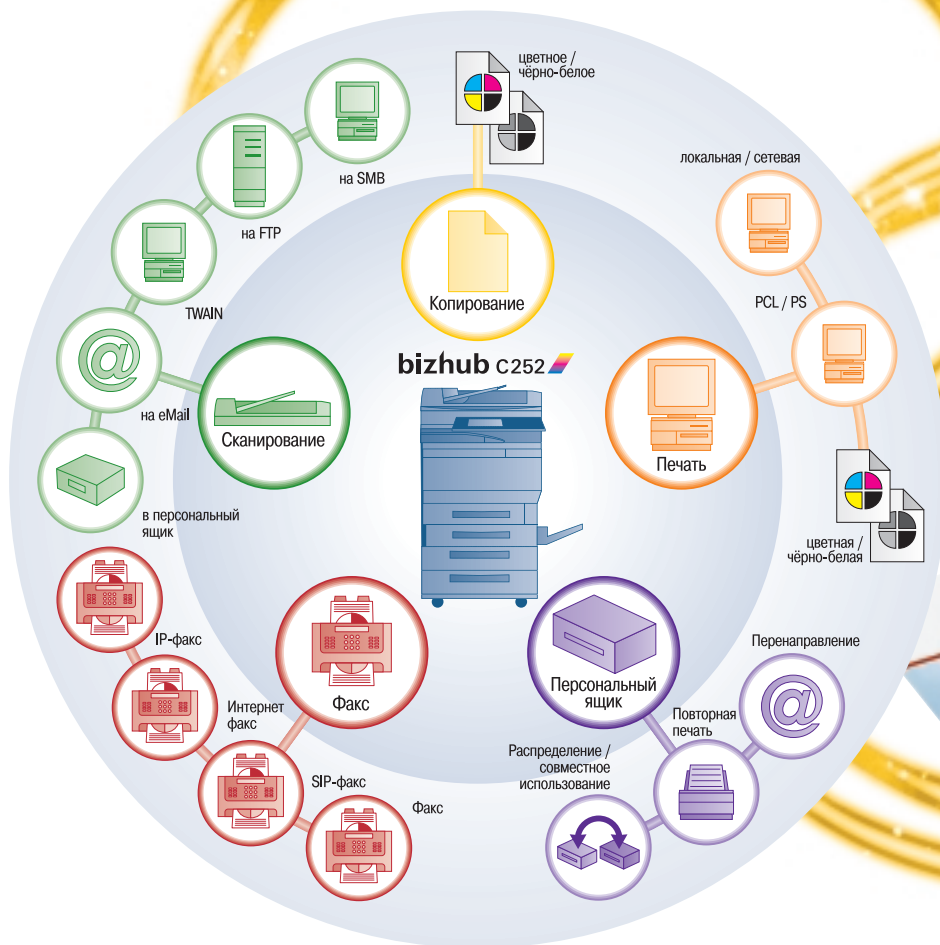 цветное /
чёрно-белое
на SMB
на FTP
TWAIN
на eMail
в персональный
ящик
Сканирование
Копирование
локальная / сетевая
PCL / PS
Печать
цветная /
чёрно-белая
bizhub C252
IP-факс
Интернет
факс
SIP-факс
Факс
Факс
Персональный
ящик
Перенаправление
Повторная
печать
Распределение /
совместное
использование